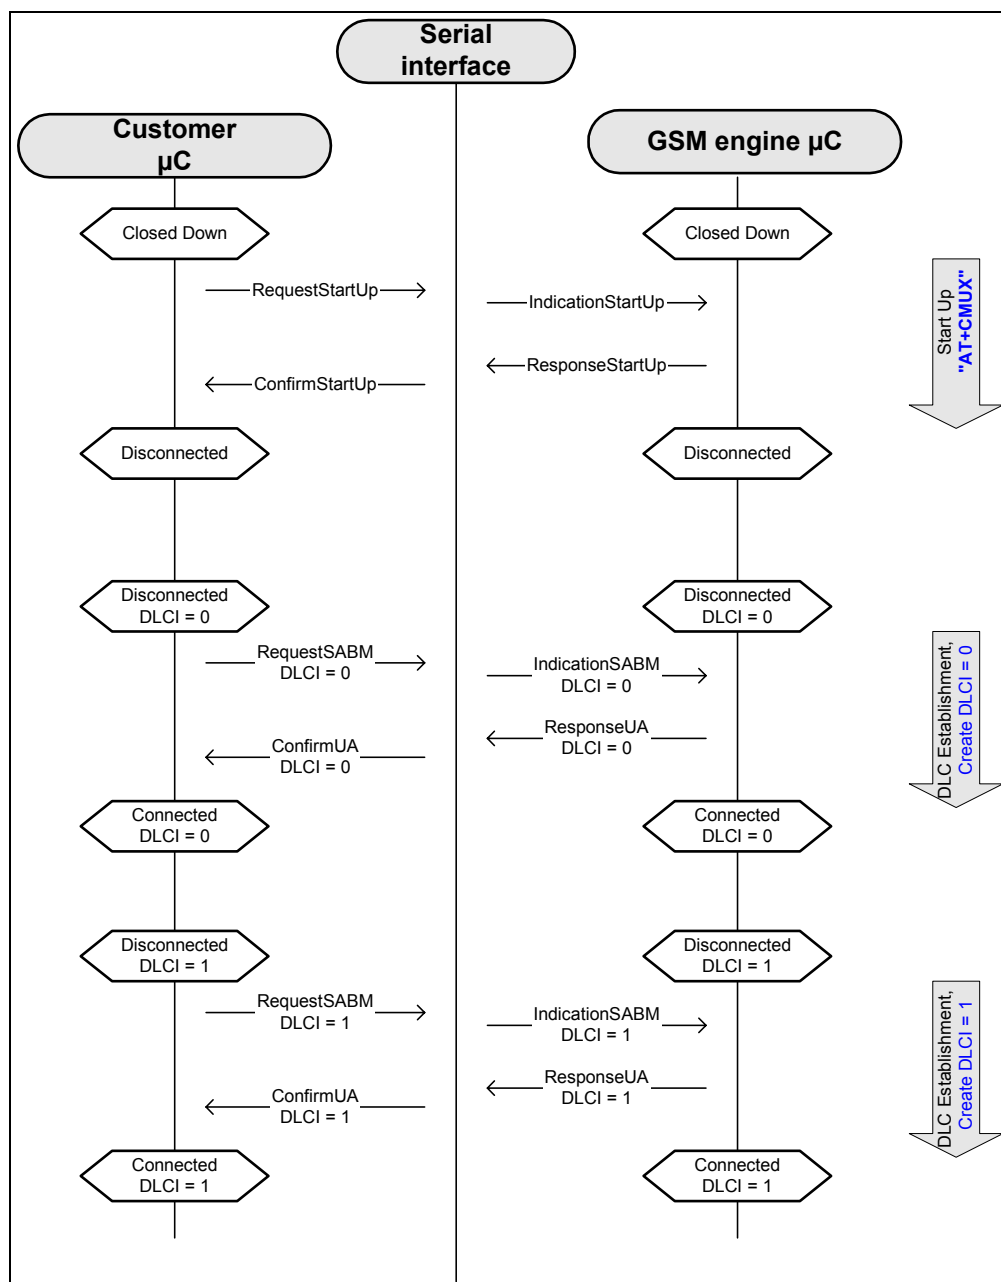 Serial
interface
Customer
µC
GSM engine µC
Closed Down
Closed Down
RequestStartUp
IndicationStartUp
ResponseStartUp
ConfirmStartUp
Start Up
"AT+CMUX"
Disconnected
Disconnected
Disconnected
DLCI = 0
Disconnected
DLCI = 0
RequestSABM
DLCI = 0
IndicationSABM
DLCI = 0
ResponseUA
DLCI = 0
ConfirmUA
DLCI = 0
DLC Establishment,
Create DLCI = 0
Connected
DLCI = 0
Connected
DLCI = 0
Disconnected
DLCI = 1
Disconnected
DLCI = 1
RequestSABM
DLCI = 1
IndicationSABM
DLCI = 1
ResponseUA
DLCI = 1
ConfirmUA
DLCI = 1
DLC Establishment,
Create DLCI = 1
Connected
DLCI = 1
Connected
DLCI = 1